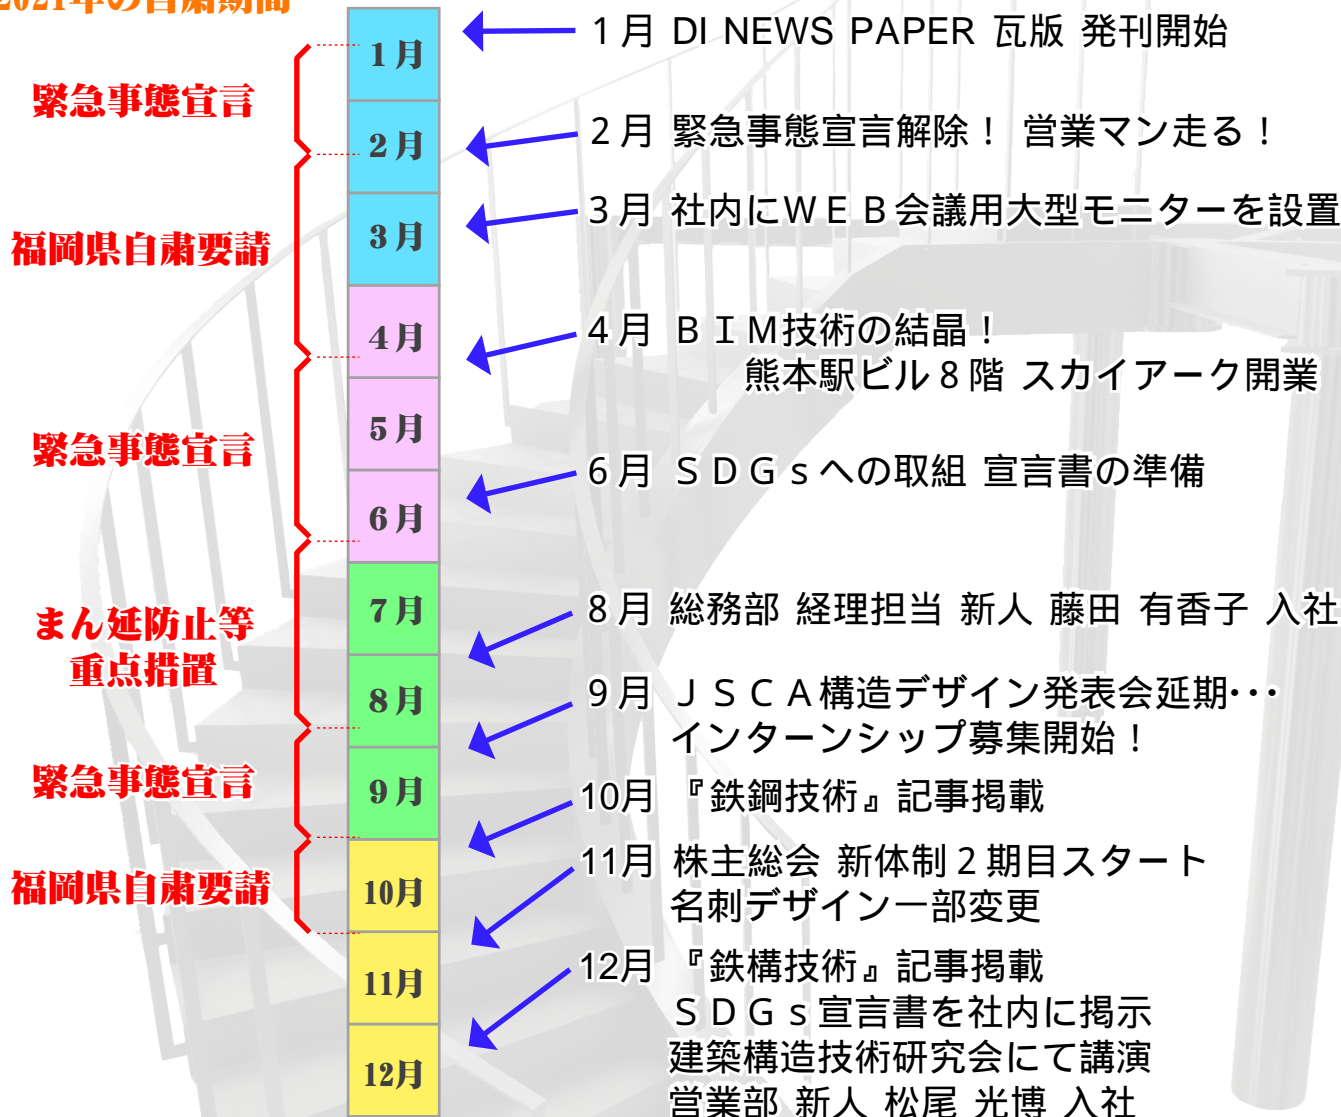 2021年の自粛期間
緊急事態宣言
福岡県自粛要請
緊急事態宣言
まん延防止等
重点措置
緊急事態宣言
福岡県自粛要請
1月
2月
3月
4月
5月
6月
7月
8月
9月
10月
11月
12月
1月 DI NEWS PAPER 瓦版 発刊開始
2月 緊急事態宣言解除！ 営業マン走る！
3月 社内にWEB会議用大型モニターを設置
4月 BIM技術の結晶！
熊本駅ビル8階 スカイアーク開業
6月 SDGsへの取組 宣言書の準備
8月 総務部 経理担当 新人 藤田 有香子 入社
9月 JSCA構造デザイン発表会延期･･･
インターンシップ募集開始！
10月 『鉄鋼技術』記事掲載
11月 株主総会 新体制2期目スタート
名刺デザイン一部変更
12月 『鉄構技術』記事掲載
SDGs宣言書を社内に掲示
建築構造技術研究会にて講演
営業部 新人 松尾 光博 入社